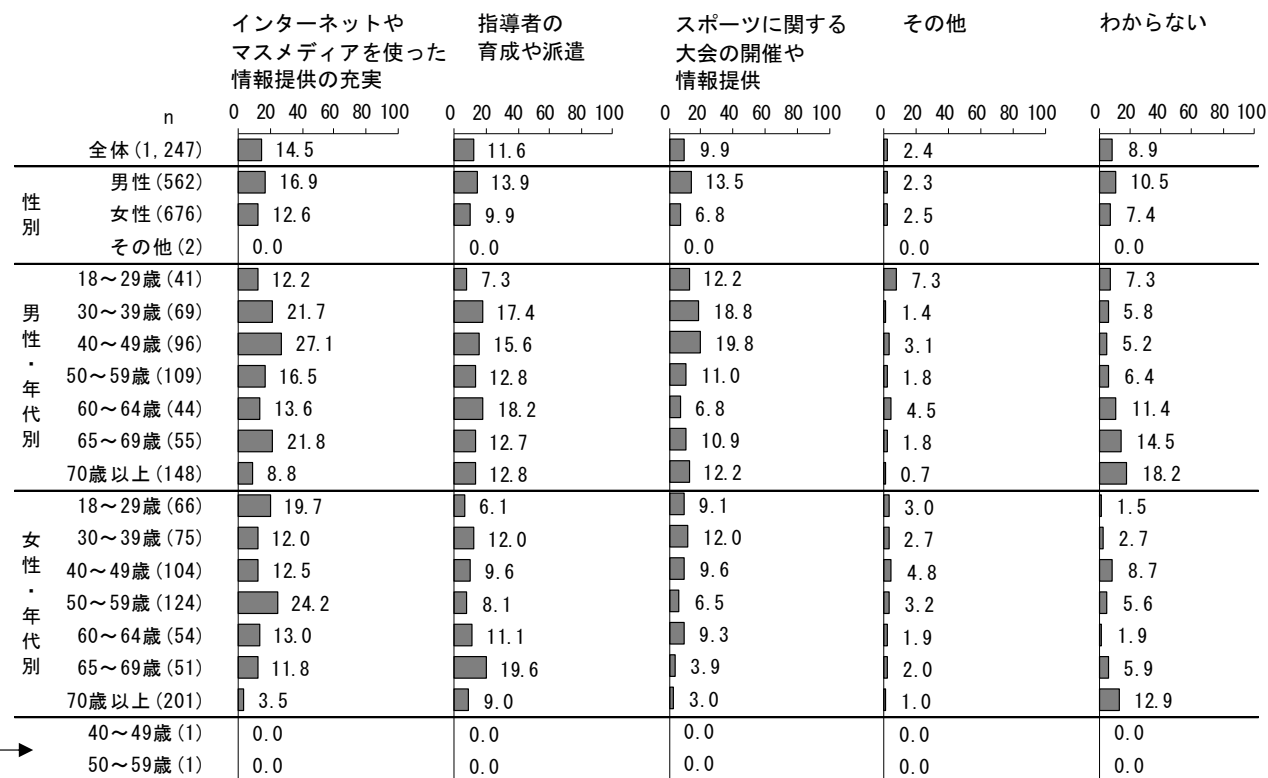 インターネットや
マスメディアを使った
情報提供の充実
指導者の
育成や派遣
スポーツに関する
大会の開催や
情報提供
その他
わからない
n
0 20 40 60 80 100 0 20 40 60 80 100 0 20 40 60 80 100 0 20 40 60 80 100 0 20 40 60 80 100
全体(1,247) 14.5 11.6 9.9 2.4 8.9
性別
男性(562) 16.9 13.9 13.5 2.3 10.5
女性(676) 12.6 9.9 6.8 2.5 7.4
その他(2) 0.0 0.0 0.0 0.0 0.0
男性・年代別
18～29歳(41) 12.2 7.3 12.2 7.3 7.3
30～39歳(69) 21.7 17.4 18.8 1.4 5.8
40～49歳(96) 27.1 15.6 19.8 3.1 5.2
50～59歳(109) 16.5 12.8 11.0 1.8 6.4
60～64歳(44) 13.6 18.2 6.8 4.5 11.4
65～69歳(55) 21.8 12.7 10.9 1.8 14.5
70歳以上(148) 8.8 12.8 12.2 0.7 18.2
女性・年代別
18～29歳(66) 19.7 6.1 9.1 3.0 1.5
30～39歳(75) 12.0 12.0 12.0 2.7 2.7
40～49歳(104) 12.5 9.6 9.6 4.8 8.7
50～59歳(124) 24.2 8.1 6.5 3.2 5.6
60～64歳(54) 13.0 11.1 9.3 1.9 1.9
65～69歳(51) 11.8 19.6 3.9 2.0 5.9
70歳以上(201) 3.5 9.0 3.0 1.0 12.9
40～49歳(1) 0.0 0.0 0.0 0.0 0.0
50～59歳(1) 0.0 0.0 0.0 0.0 0.0